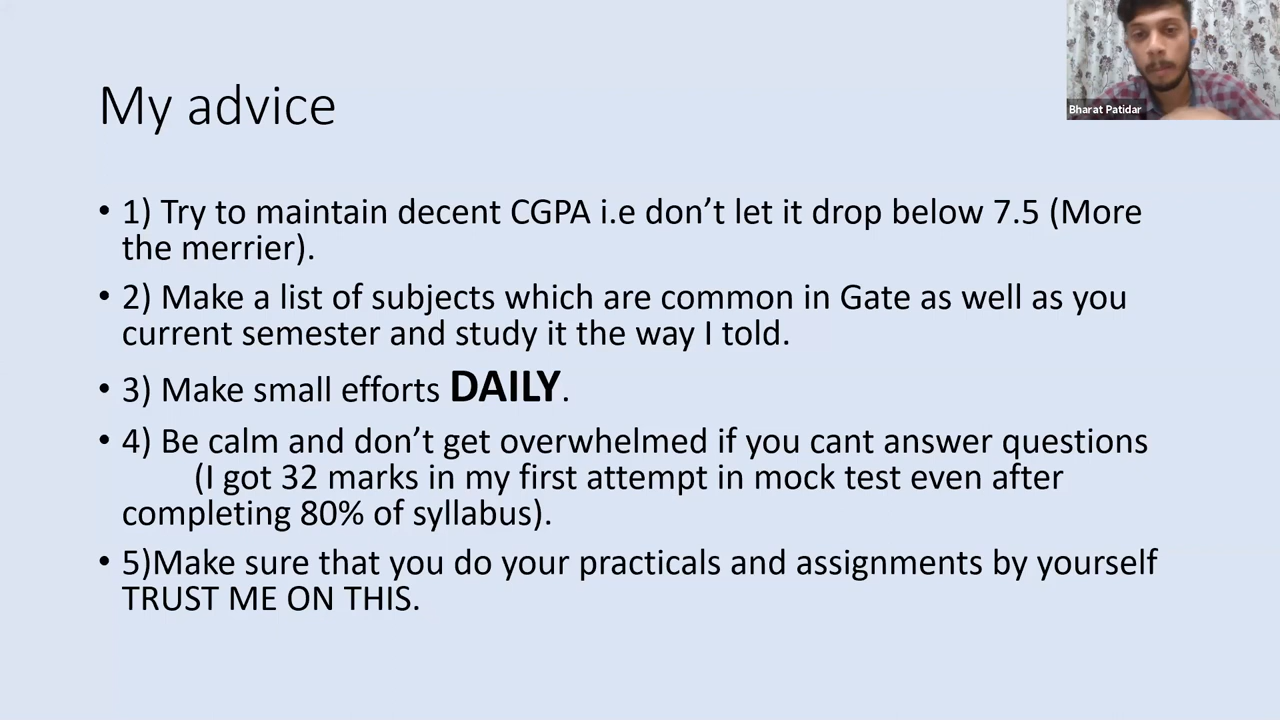 My advice
Bharat Patidar
• 1) Try to maintain decent CGPA i.e don’t let it drop below 7.5 (More
the merrier).
• 2) Make a list of subjects which are common in Gate as well as you
current semester and study it the way I told.
• 3) Make small efforts DAILY.
• 4) Be calm and don’t get overwhelmed if you cant answer questions
(I got 32 marks in my first attempt in mock test even after
completing 80% of syllabus).
• 5)Make sure that you do your practicals and assignments by yourself
TRUST ME ON THIS.